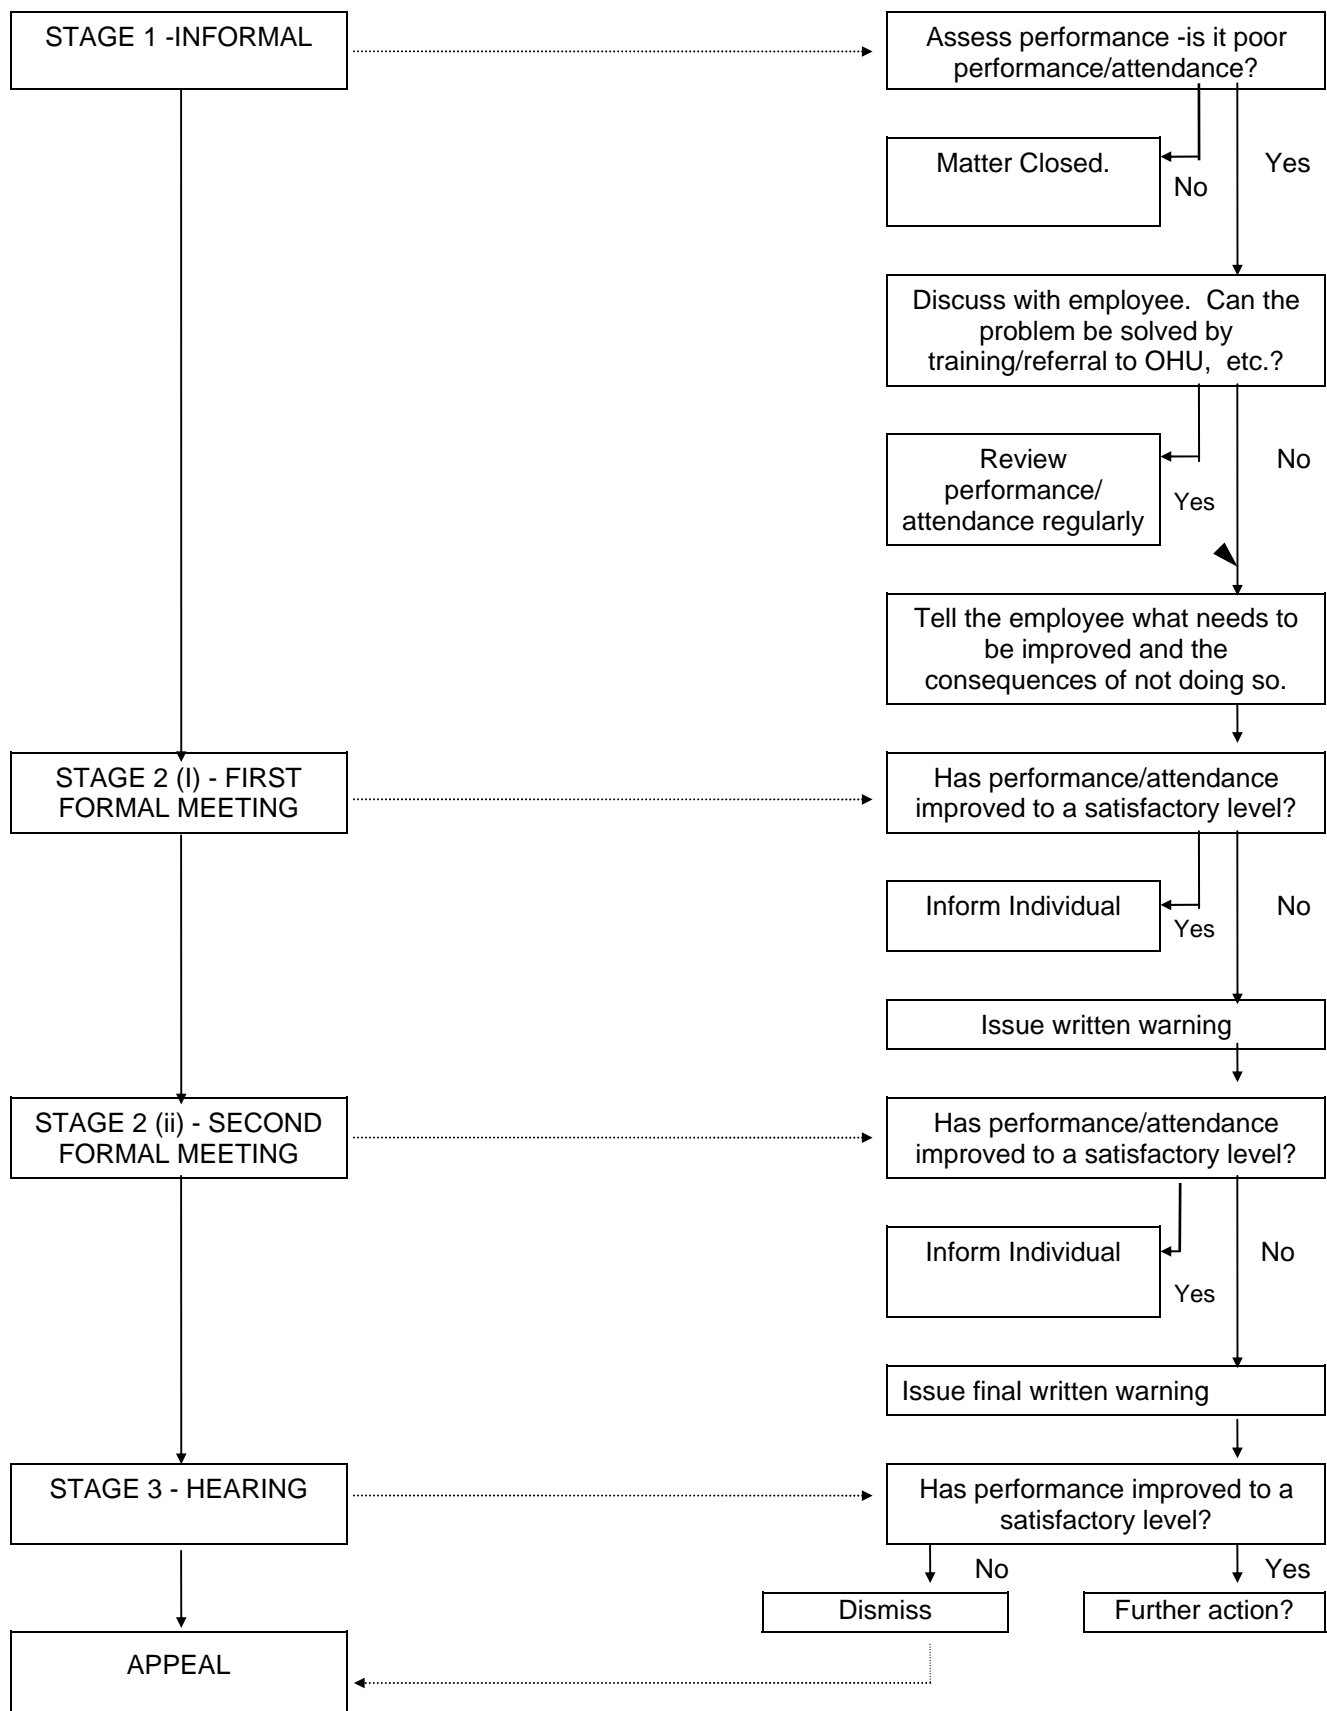 STAGE 1 -INFORMAL
Assess performance -is it poor
performance/attendance?
Matter Closed.
No
Yes
Discuss with employee.  Can the
problem be solved by
training/referral to OHU,  etc.?
Review
performance/
attendance regularly
Yes
No
Tell the employee what needs to
be improved and the
consequences of not doing so.
STAGE 2 (I) - FIRST
FORMAL MEETING
Has performance/attendance
improved to a satisfactory level?
Inform Individual
Yes
No
Issue written warning
STAGE 2 (ii) - SECOND
FORMAL MEETING
Has performance/attendance
improved to a satisfactory level?
Inform Individual
Yes
No
Issue final written warning
STAGE 3 - HEARING
Has performance improved to a
satisfactory level?
No
Yes
Dismiss
Further action?
APPEAL